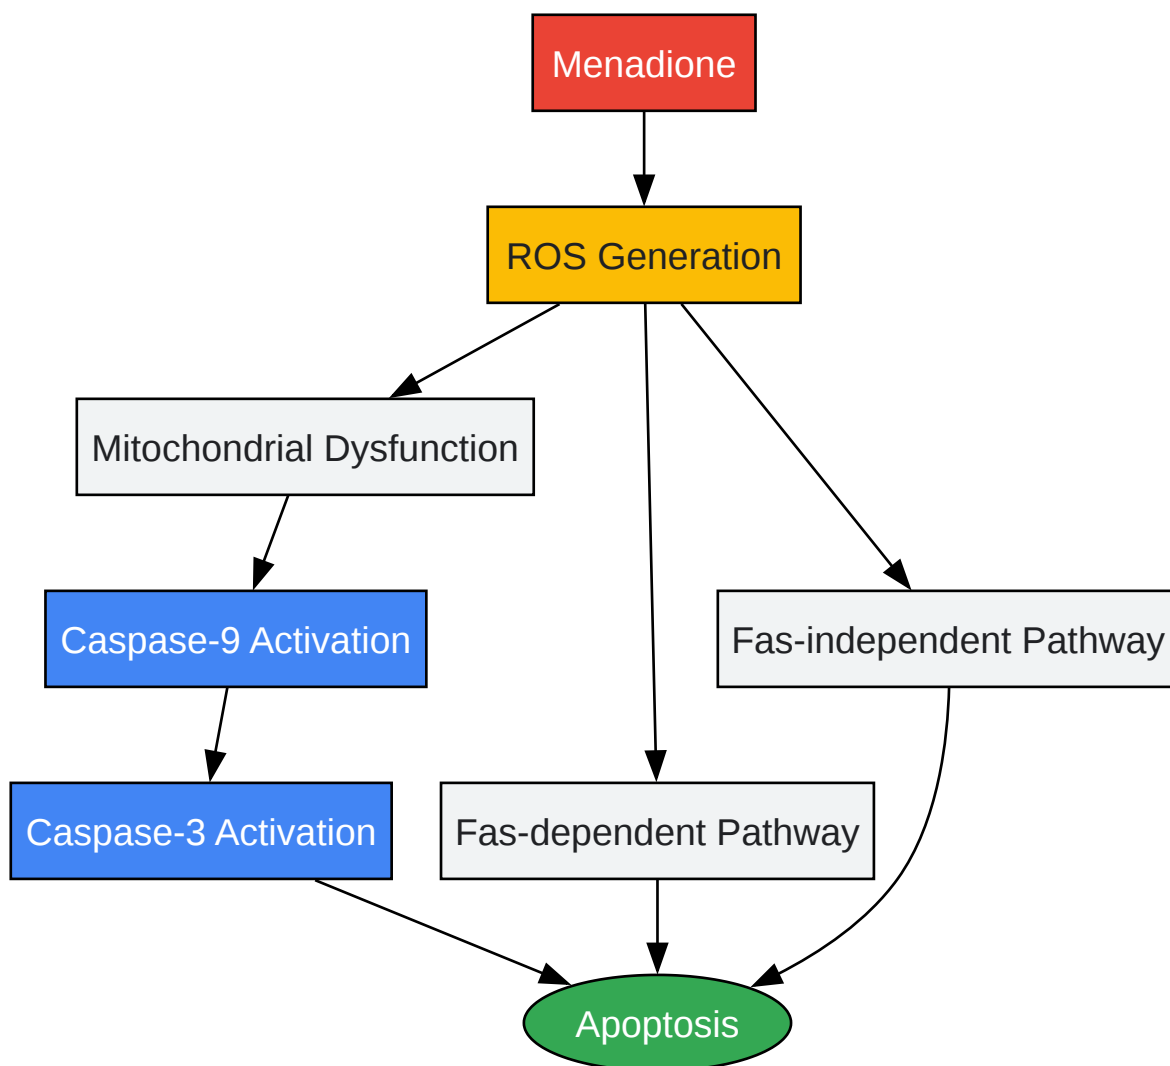 Menadione
ROS Generation
Mitochondrial Dysfunction
Caspase-9 Activation
Fas-independent Pathway
Caspase-3 Activation
Fas-dependent Pathway
Apoptosis